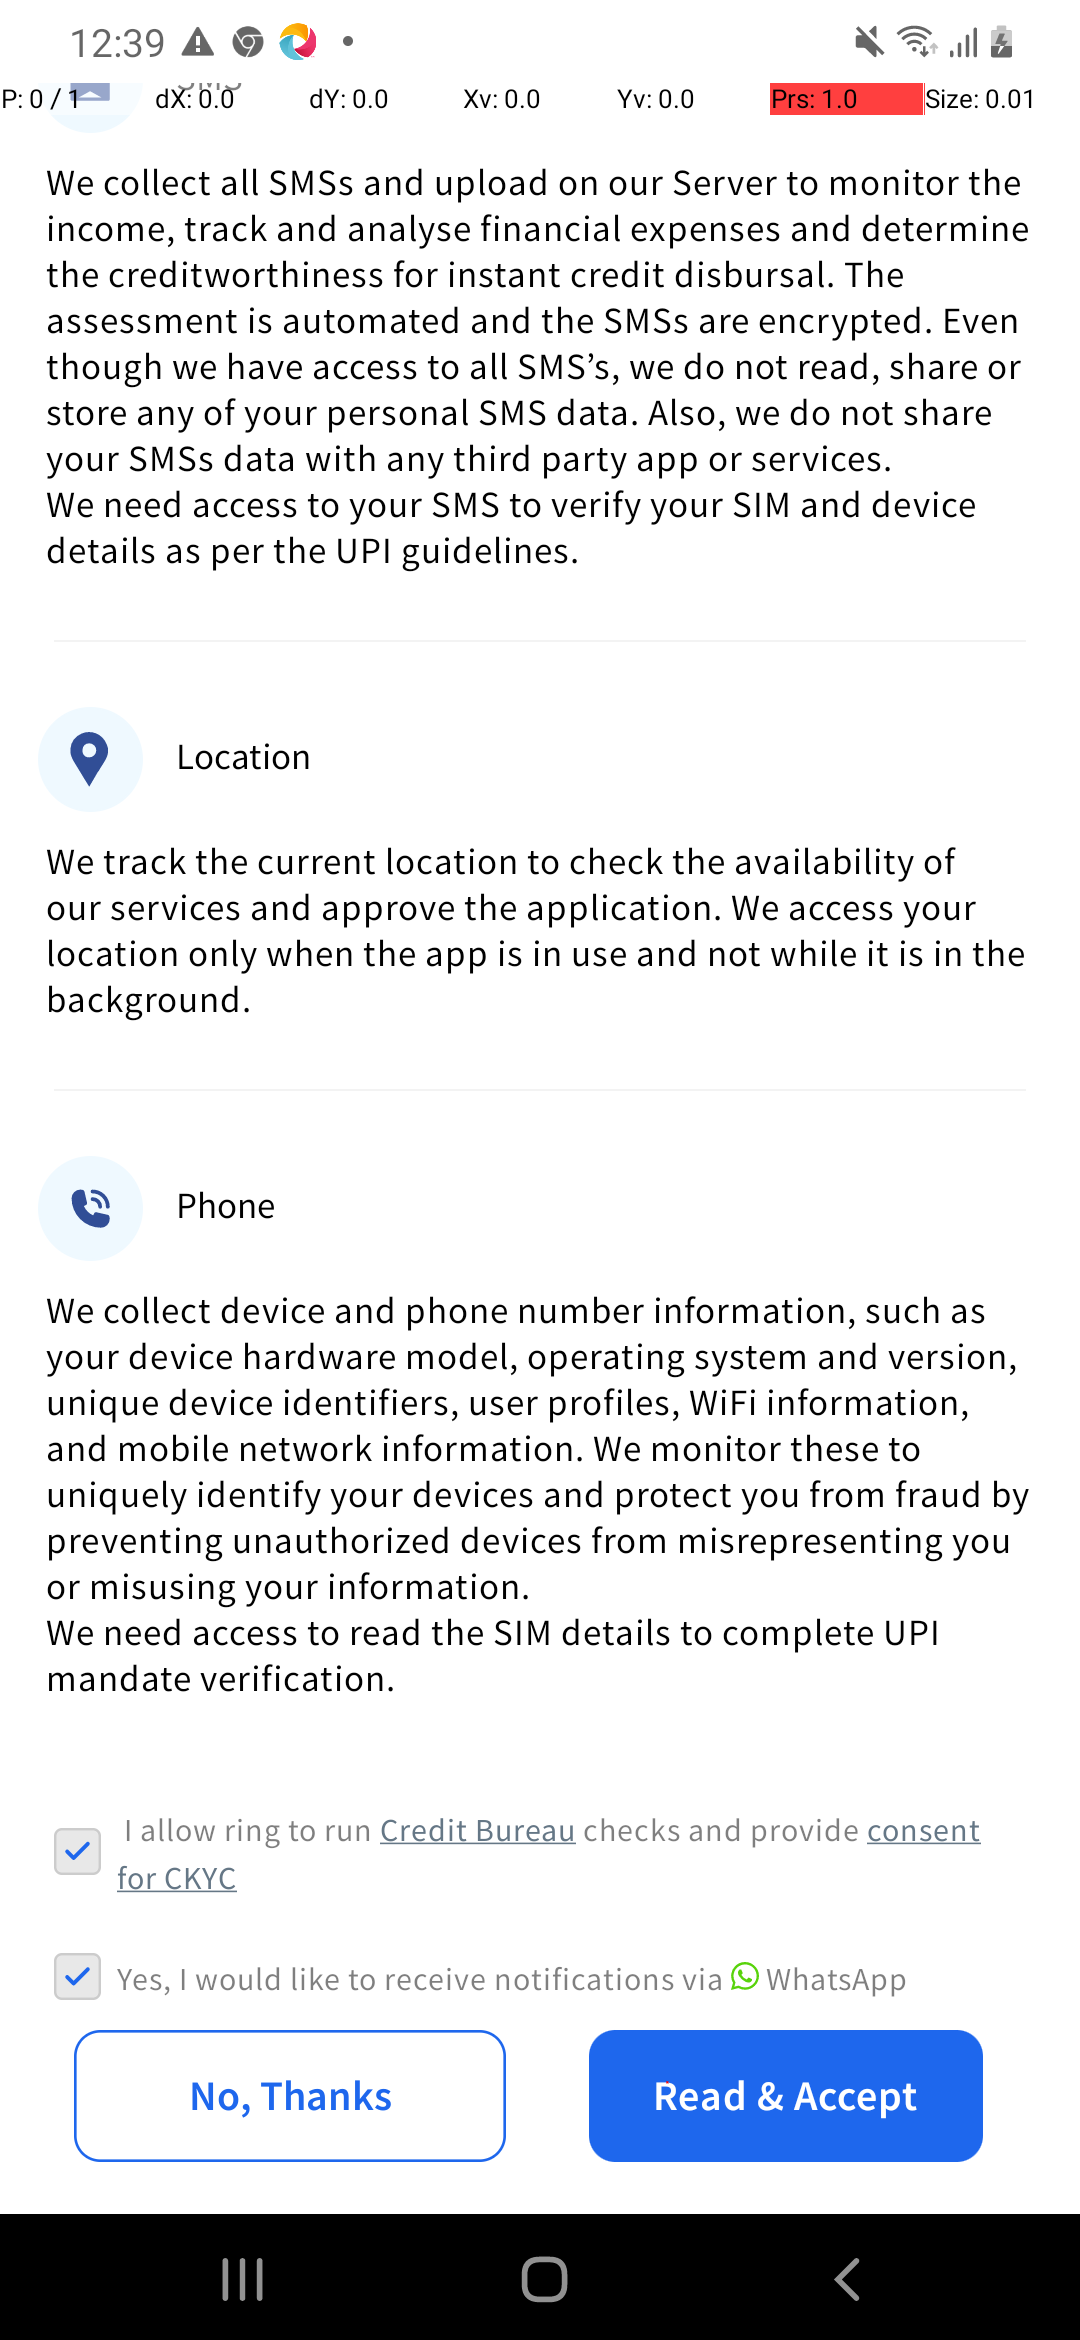 12:39
P: 0 / 1 dX: 0.0 dY: 0.0 Xv: 0.0 Yv: 0.0 Prs: 1.0 Size: 0.01
SMS
We collect all SMSs and upload on our Server to monitor the
income, track and analyse financial expenses and determine
the creditworthiness for instant credit disbursal. The
assessment is automated and the SMSs are encrypted. Even
though we have access to all SMS’s, we do not read, share or
store any of your personal SMS data. Also, we do not share
your SMSs data with any third party app or services.
We need access to your SMS to verify your SIM and device
details as per the UPI guidelines.
Location
We track the current location to check the availability of
our services and approve the application. We access your
location only when the app is in use and not while it is in the
background.
Phone
We collect device and phone number information, such as
your device hardware model, operating system and version,
unique device identifiers, user profiles, WiFi information,
and mobile network information. We monitor these to
uniquely identify your devices and protect you from fraud by
preventing unauthorized devices from misrepresenting you
or misusing your information.
We need access to read the SIM details to complete UPI
mandate verification.
I allow ring to run Credit Bureau checks and provide consent
for CKYC
Yes, I would like to receive notifications via WhatsApp
No, Thanks Read & Accept